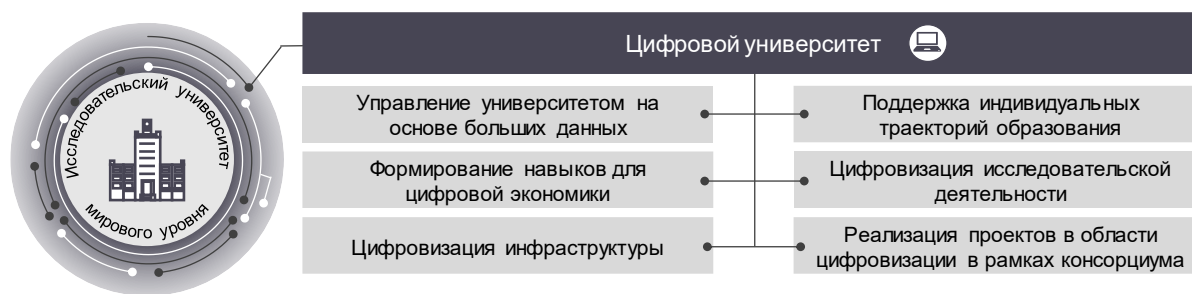 Исследовательский университет
мирового уровня
Цифровой университет
Управление университетом на
основе больших данных
Поддержка индивидуальных
траекторий образования
Формирование навыков для
цифровой экономики
Цифровизация исследовательской
деятельности
Цифровизация инфраструктуры
Реализация проектов в области
цифровизации в рамках консорциума